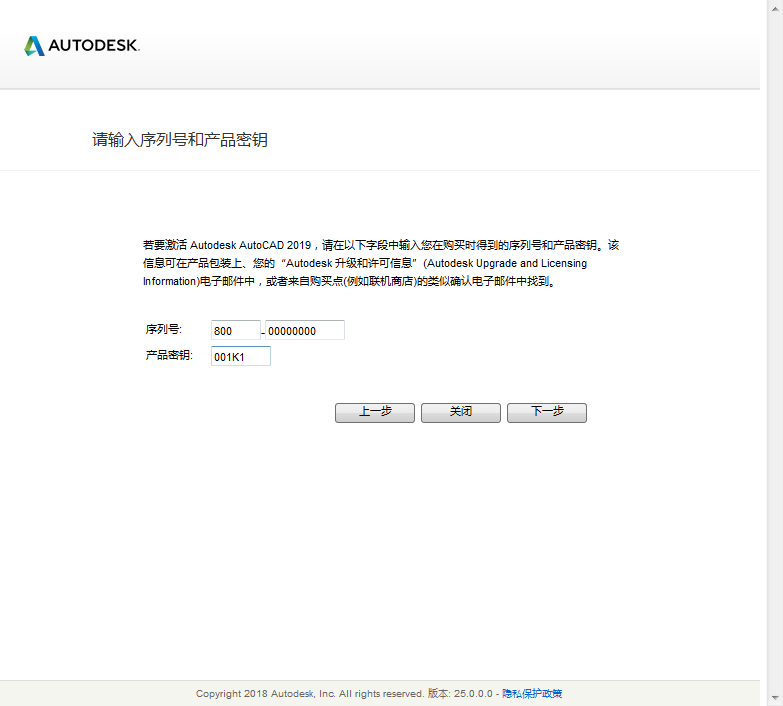 AUTODESK.
请输入序列号和产品密钥
若要激活 Autodesk AutoCAD 2019，请在以下字段中输入您在购买时得到的序列号和产品密钥。该
信息可在产品包装上、您的“Autodesk 升级和许可信息”(Autodesk Upgrade and Licensing
Information)电子邮件中，或者来自购买点(例如联机商店)的类似确认电子邮件中找到。
序列号: 800 - 00000000
产品密钥: 001K1
上一步 关闭 下一步
Copyright 2018 Autodesk, Inc. All rights reserved. 版本: 25.0.0.0 - 隐私保护政策